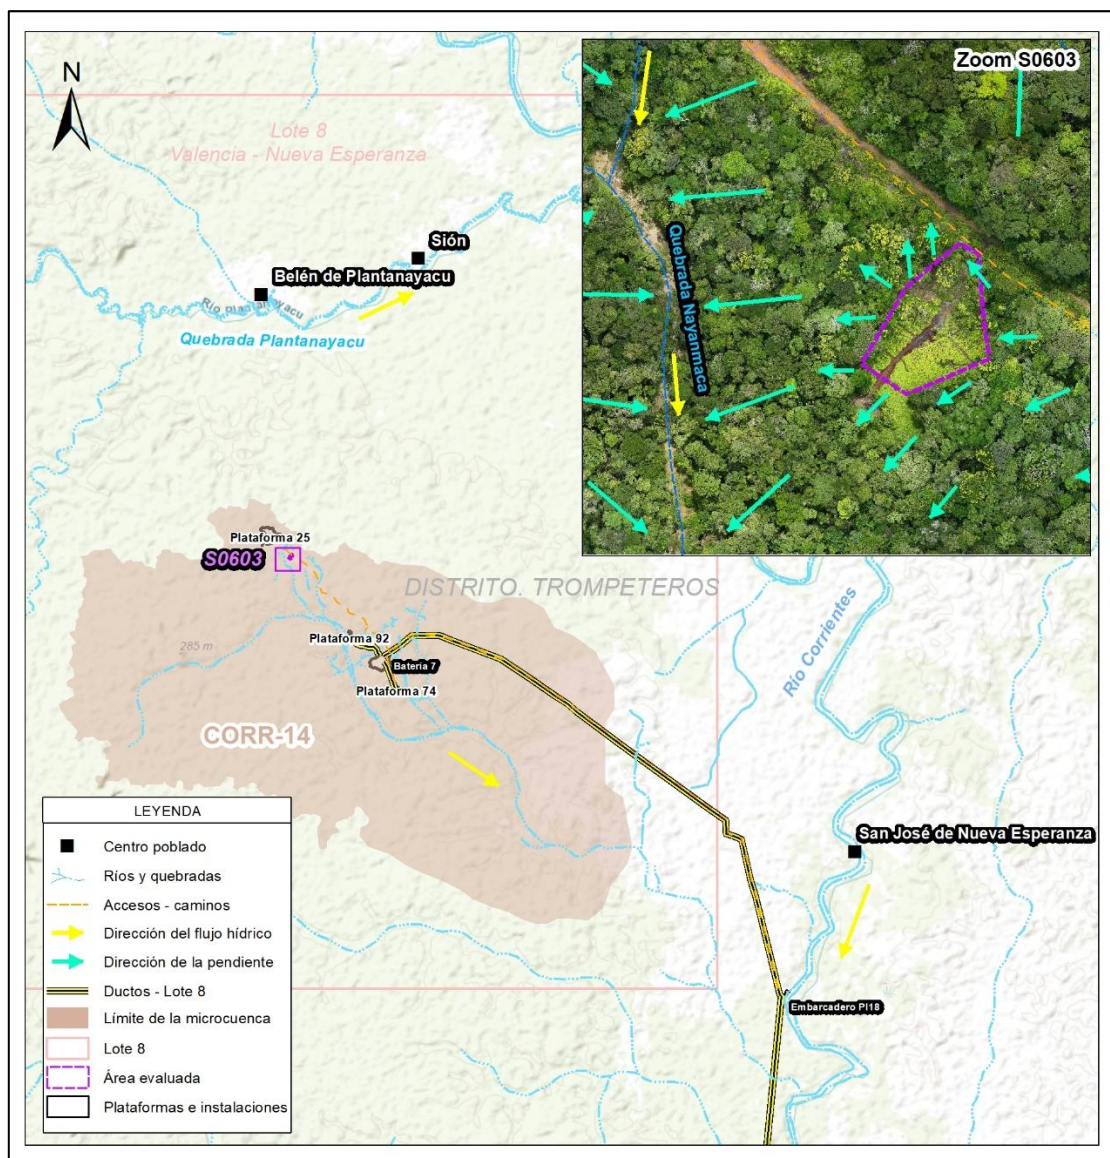 N
Lote 8
Valencia - Nueva Esperanza
Zoom S0603
Quebrada Nayanmaca
Sión
Belén de Plantanayacu
Río plantanayacu
Quebrada Plantanayacu
Plataforma 25
S0603
DISTRITO. TROMPETEROS
Río Corrientes
285 m
Plataforma 92
Batería 7
Plataforma 74
CORR-14
San José de Nueva Esperanza
Embarcadero PI18
LEYENDA
Centro poblado
Ríos y quebradas
Accesos - caminos
Dirección del flujo hídrico
Dirección de la pendiente
Ductos - Lote 8
Límite de la microcuenca
Lote 8
Área evaluada
Plataformas e instalaciones